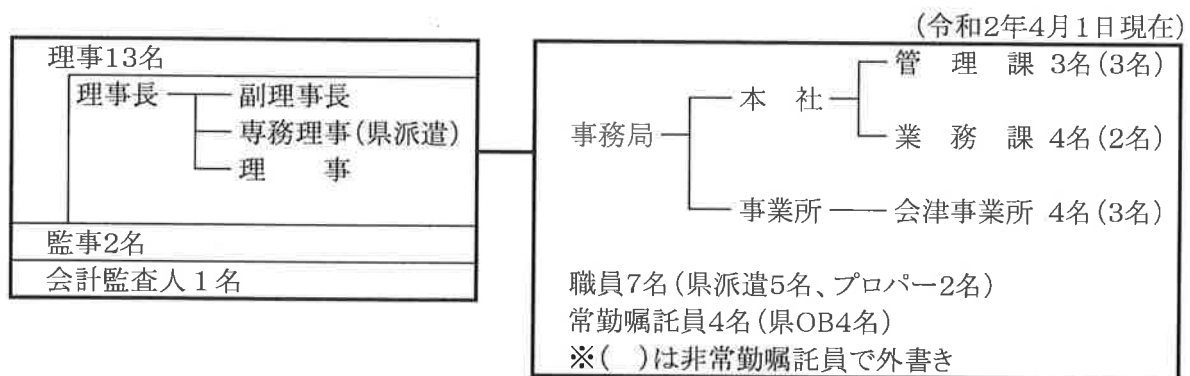 (令和2年4月1日現在)
理事13名
理事長
副理事長
専務理事(県派遣)
理 事
監事2名
会計監査人1名
事務局
本 社
管 理 課 3名(3名)
業 務 課 4名(2名)
事業所
会津事業所 4名(3名)
職員7名(県派遣5名、プロパー2名)
常勤嘱託員4名(県OB4名)
※( )は非常勤嘱託員で外書き